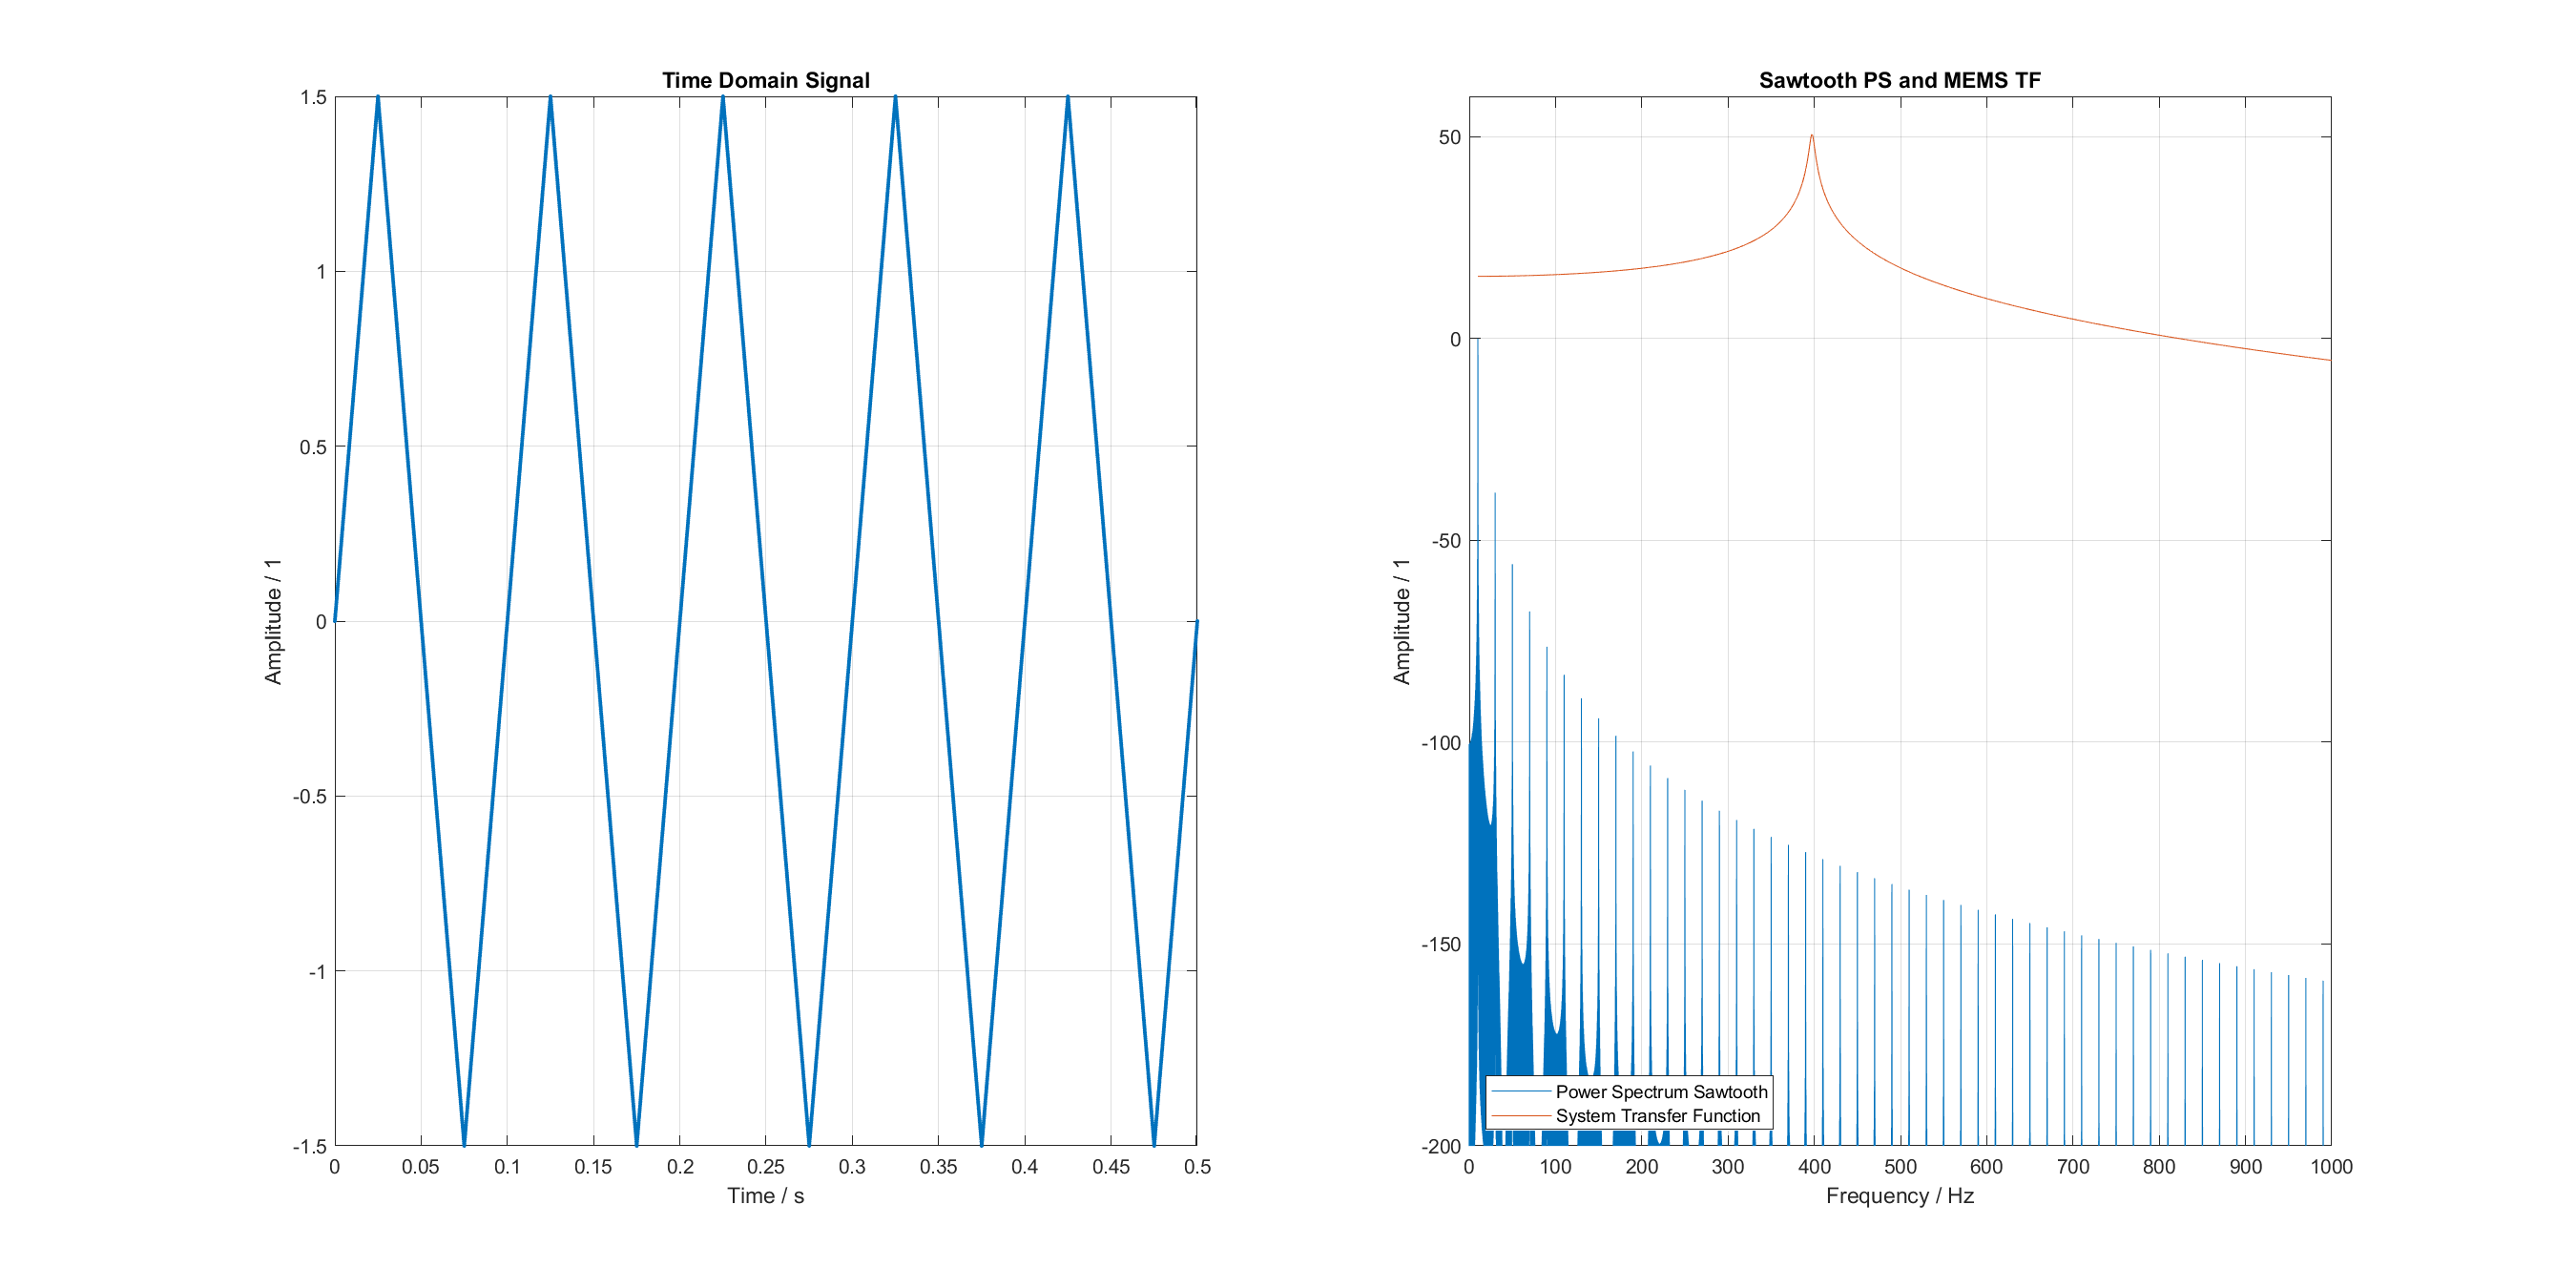 Time Domain Signal
1.5
1
0.5
0
-0.5
-1
-1.5
Amplitude / 1
0 0.05 0.1 0.15 0.2 0.25 0.3 0.35 0.4 0.45 0.5
Time / s
Sawtooth PS and MEMS TF
50
0
-50
-100
-150
-200
Amplitude / 1
Power Spectrum Sawtooth
System Transfer Function
0 100 200 300 400 500 600 700 800 900 1000
Frequency / Hz